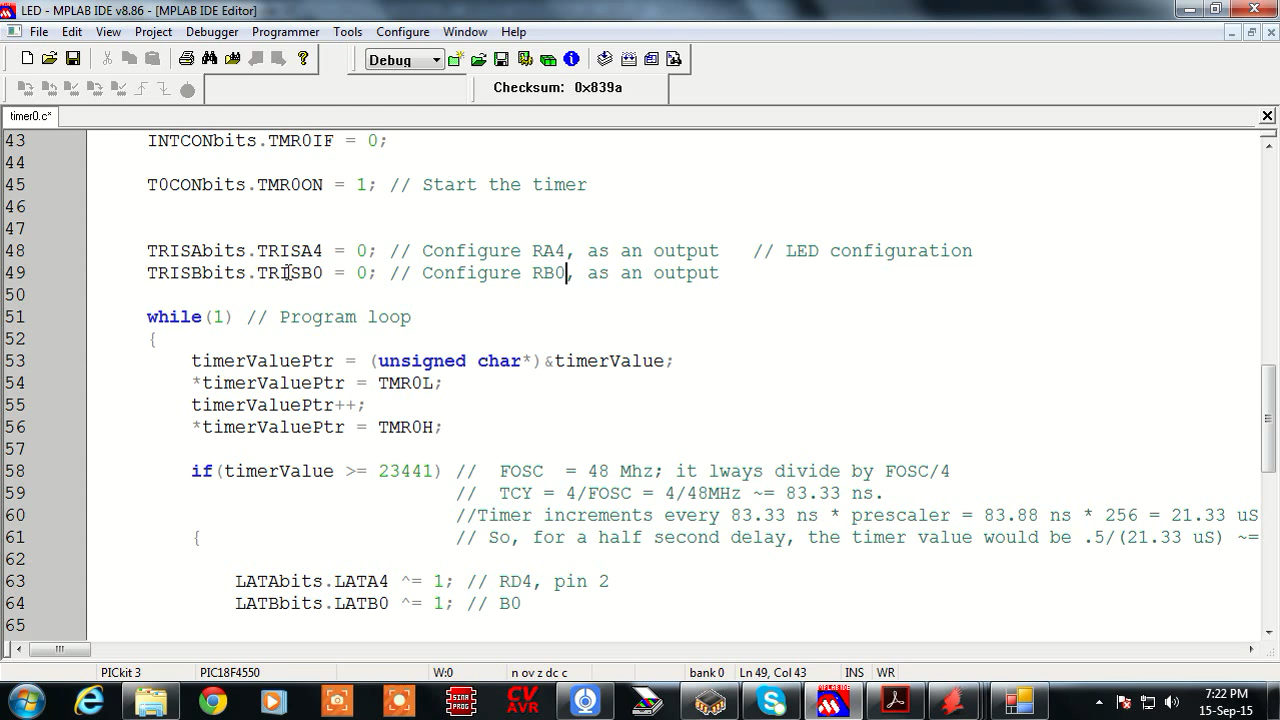 LED - MPLAB IDE v8.86 - [MPLAB IDE Editor]
File Edit View Project Debugger Programmer Tools Configure Window Help
Debug
Checksum: 0x839a
timer0.c*
43 INTCONbits.TMR0IF = 0;
44
45 T0CONbits.TMR0ON = 1; // Start the timer
46
47
48 TRISAbits.TRISA4 = 0; // Configure RA4, as an output // LED configuration
49 TRISBbits.TRISB0 = 0; // Configure RB0, as an output
50
51 while(1) // Program loop
52 {
53 timerValuePtr = (unsigned char*)&timerValue;
54 *timerValuePtr = TMR0L;
55 timerValuePtr++;
56 *timerValuePtr = TMR0H;
57
58 if(timerValue >= 23441) // FOSC = 48 Mhz; it lways divide by FOSC/4
59 // TCY = 4/FOSC = 4/48MHz ~= 83.33 ns.
60 //Timer increments every 83.33 ns * prescaler = 83.88 ns * 256 = 21.33 uS
61 { // So, for a half second delay, the timer value would be .5/(21.33 uS) ~=
62
63 LATAbits.LATA4 ^= 1; // RD4, pin 2
64 LATBbits.LATB0 ^= 1; // B0
65
PICkit 3 PIC18F4550 W:0 n ov z dc c bank 0 Ln 49, Col 43 INS WR
SINA PROG
CV AVR
MPLAB IDE
7:22 PM
15-Sep-15